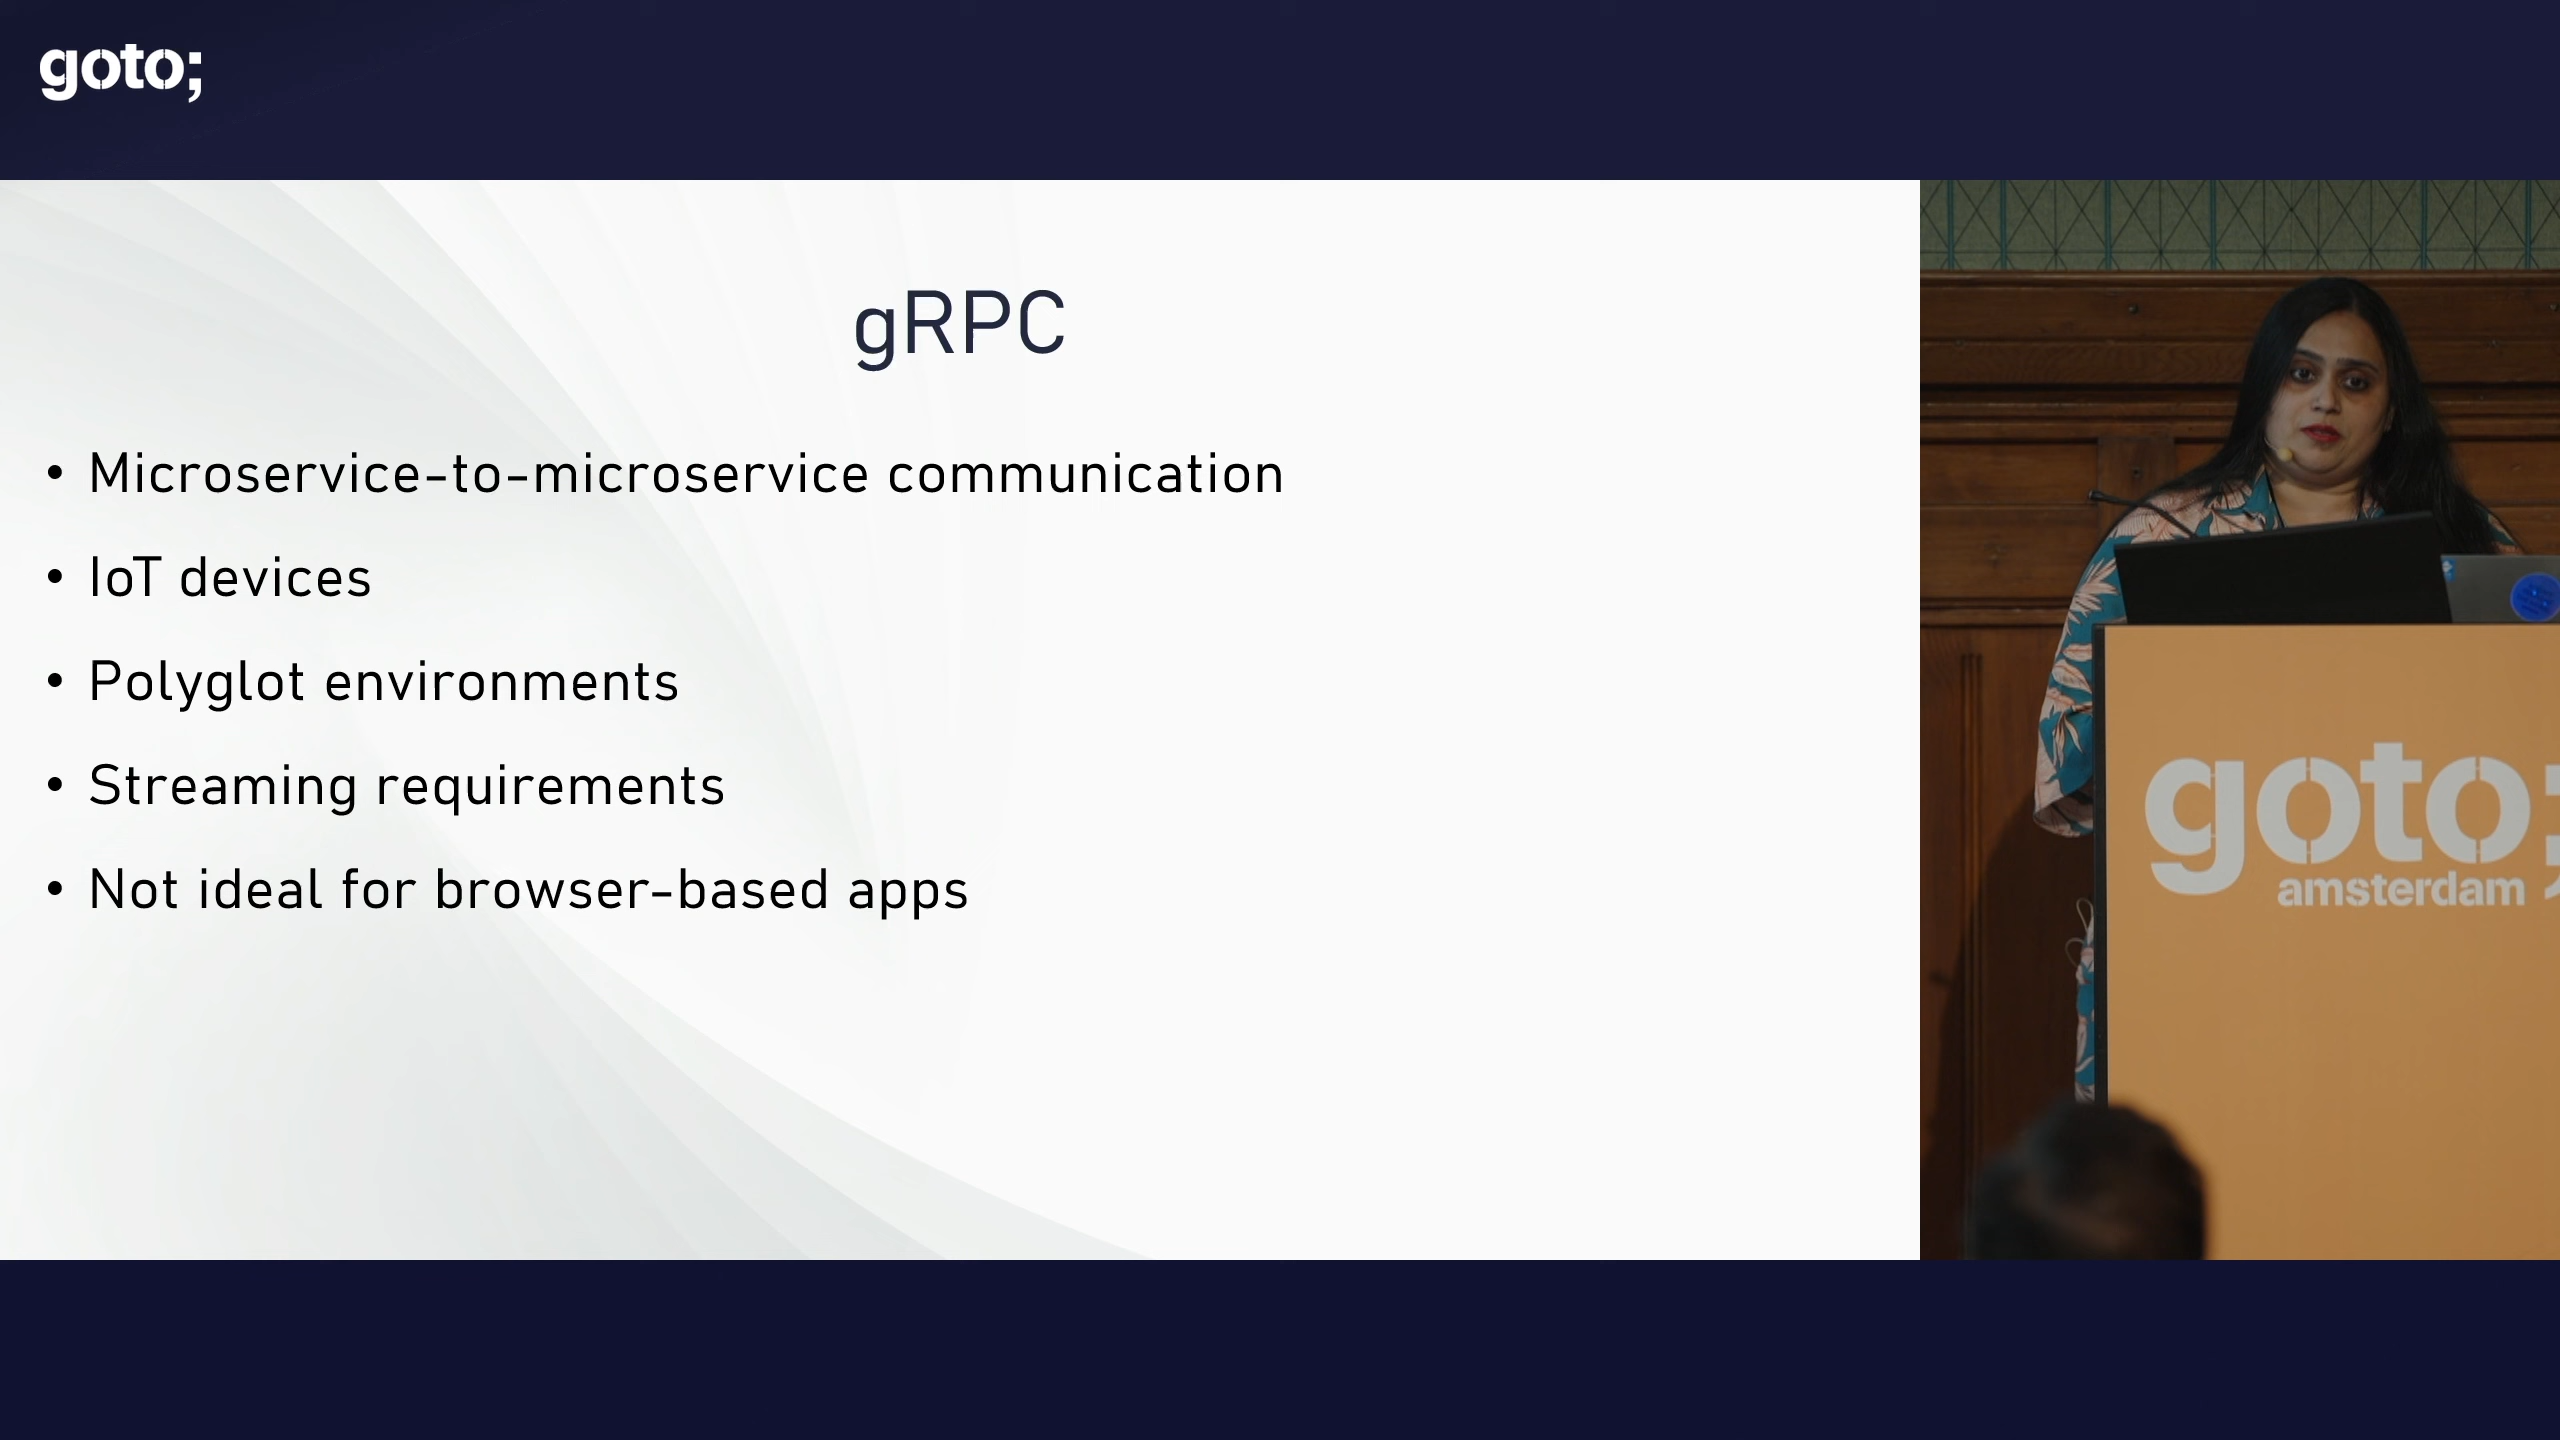 goto;
gRPC
• Microservice-to-microservice communication
• IoT devices
• Polyglot environments
• Streaming requirements
• Not ideal for browser-based apps
goto;
amsterdam